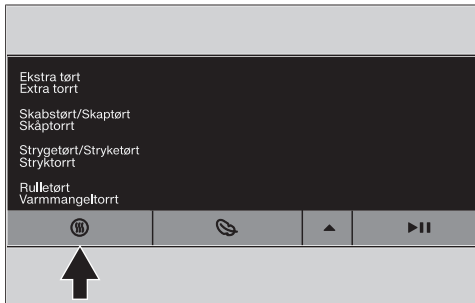 Ekstra tørt
Extra torrt
Skabstørt/Skaptørt
Skåptorrt
Strygetørt/Stryketørt
Stryktorrt
Rulletørt
Varmmangeltorrt